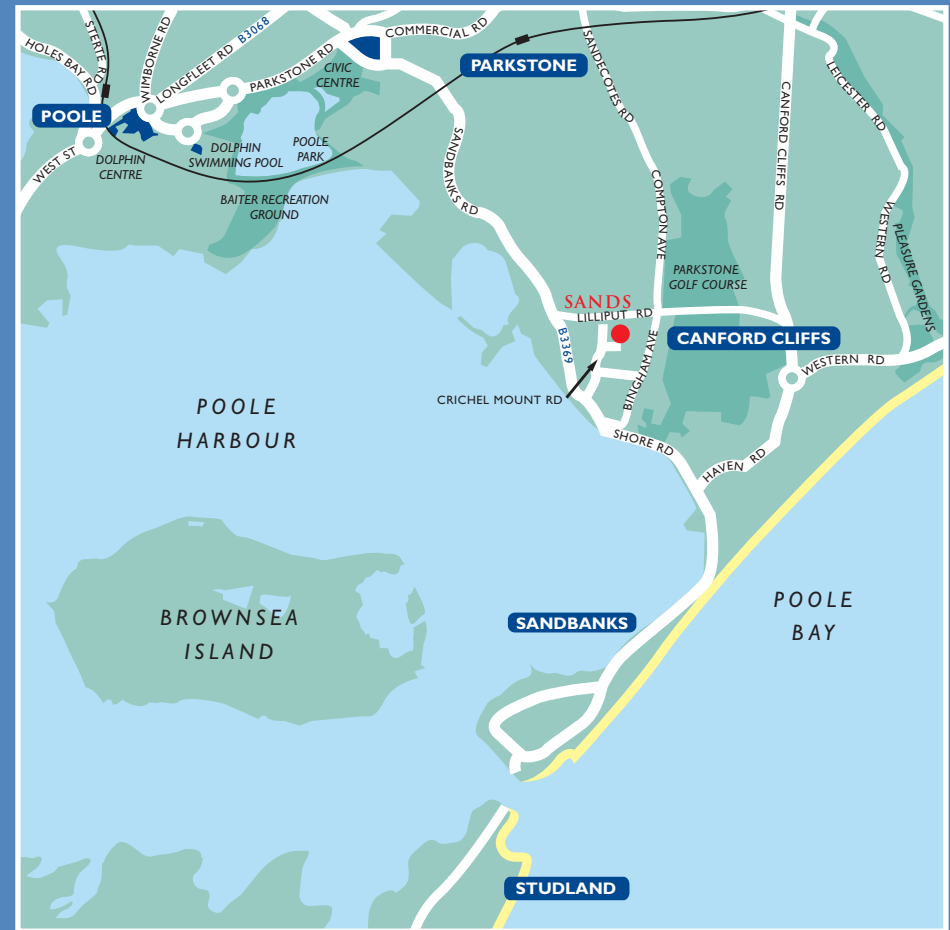 HOLES BAY RD
STERTE RD
WIMBORNE RD
LONGFLEET RD
B3068
PARKSTONE RD
COMMERCIAL RD
CIVIC
CENTRE
PARKSTONE
SANDECOTES RD
CANFORD CLIFFS RD
LEICESTER RD
POOLE
WEST ST
DOLPHIN
CENTRE
DOLPHIN
SWIMMING POOL
POOLE
PARK
BAITER RECREATION
GROUND
SANDBANKS RD
COMPTON AVE
WESTERN RD
PLEASURE GARDENS
PARKSTONE
GOLF COURSE
SANDS
LILLIPUT RD
B3369
CANFORD CLIFFS
BINGHAM AVE
WESTERN RD
CRICHEL MOUNT RD
SHORE RD
HAVEN RD
POOLE
HARBOUR
BROWNSEA
ISLAND
SANDBANKS
POOLE
BAY
STUDLAND